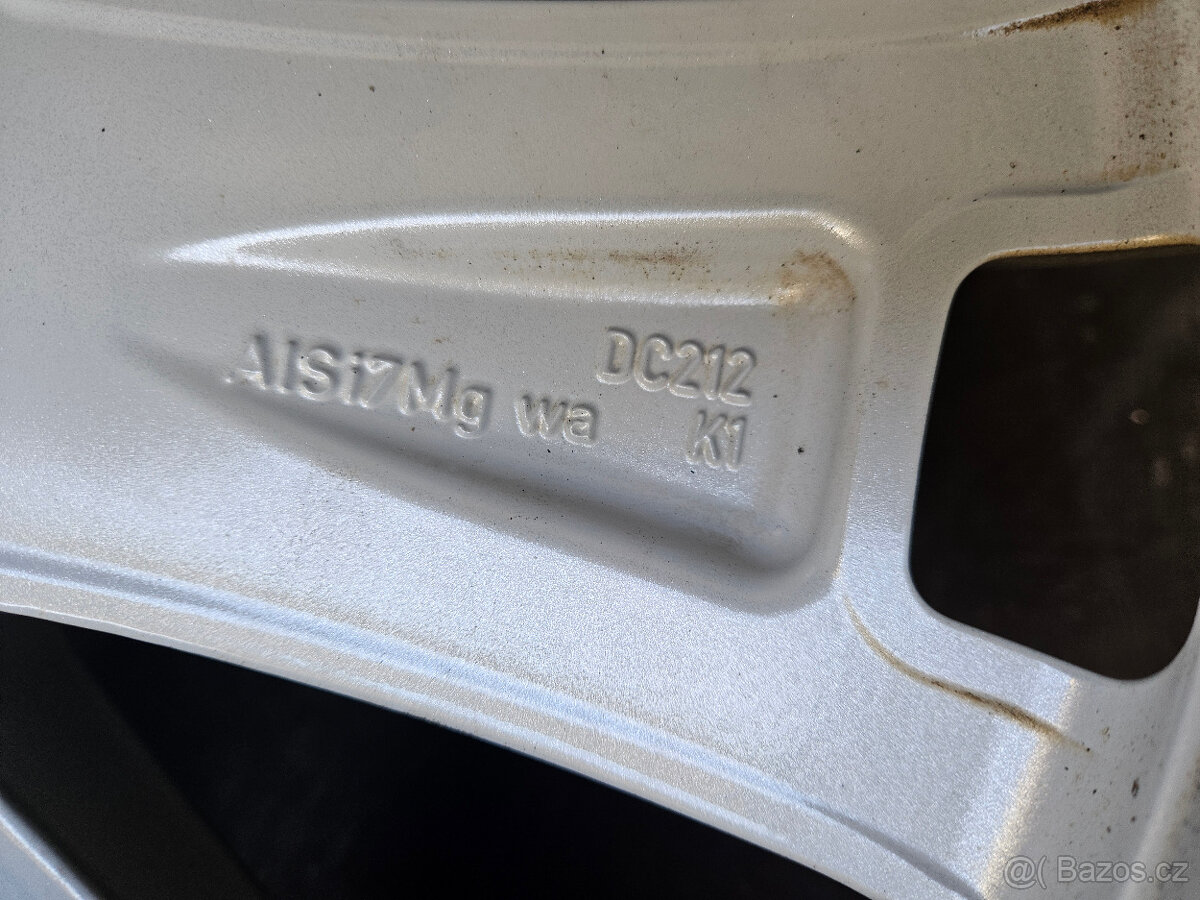 AlSi7Mg wa
DC212
K1
@( Bazos.cz